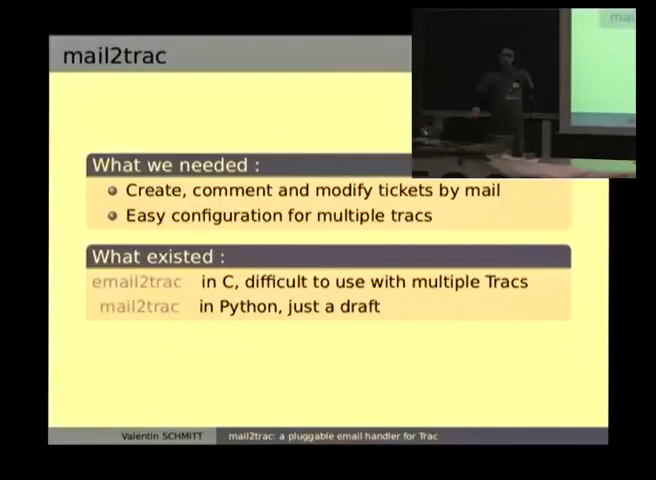 mail2trac
What we needed :
Create, comment and modify tickets by mail
Easy configuration for multiple tracs
What existed :
email2trac in C, difficult to use with multiple Tracs
mail2trac in Python, just a draft
Valentin SCHMITT mail2trac: a pluggable email handler for Trac